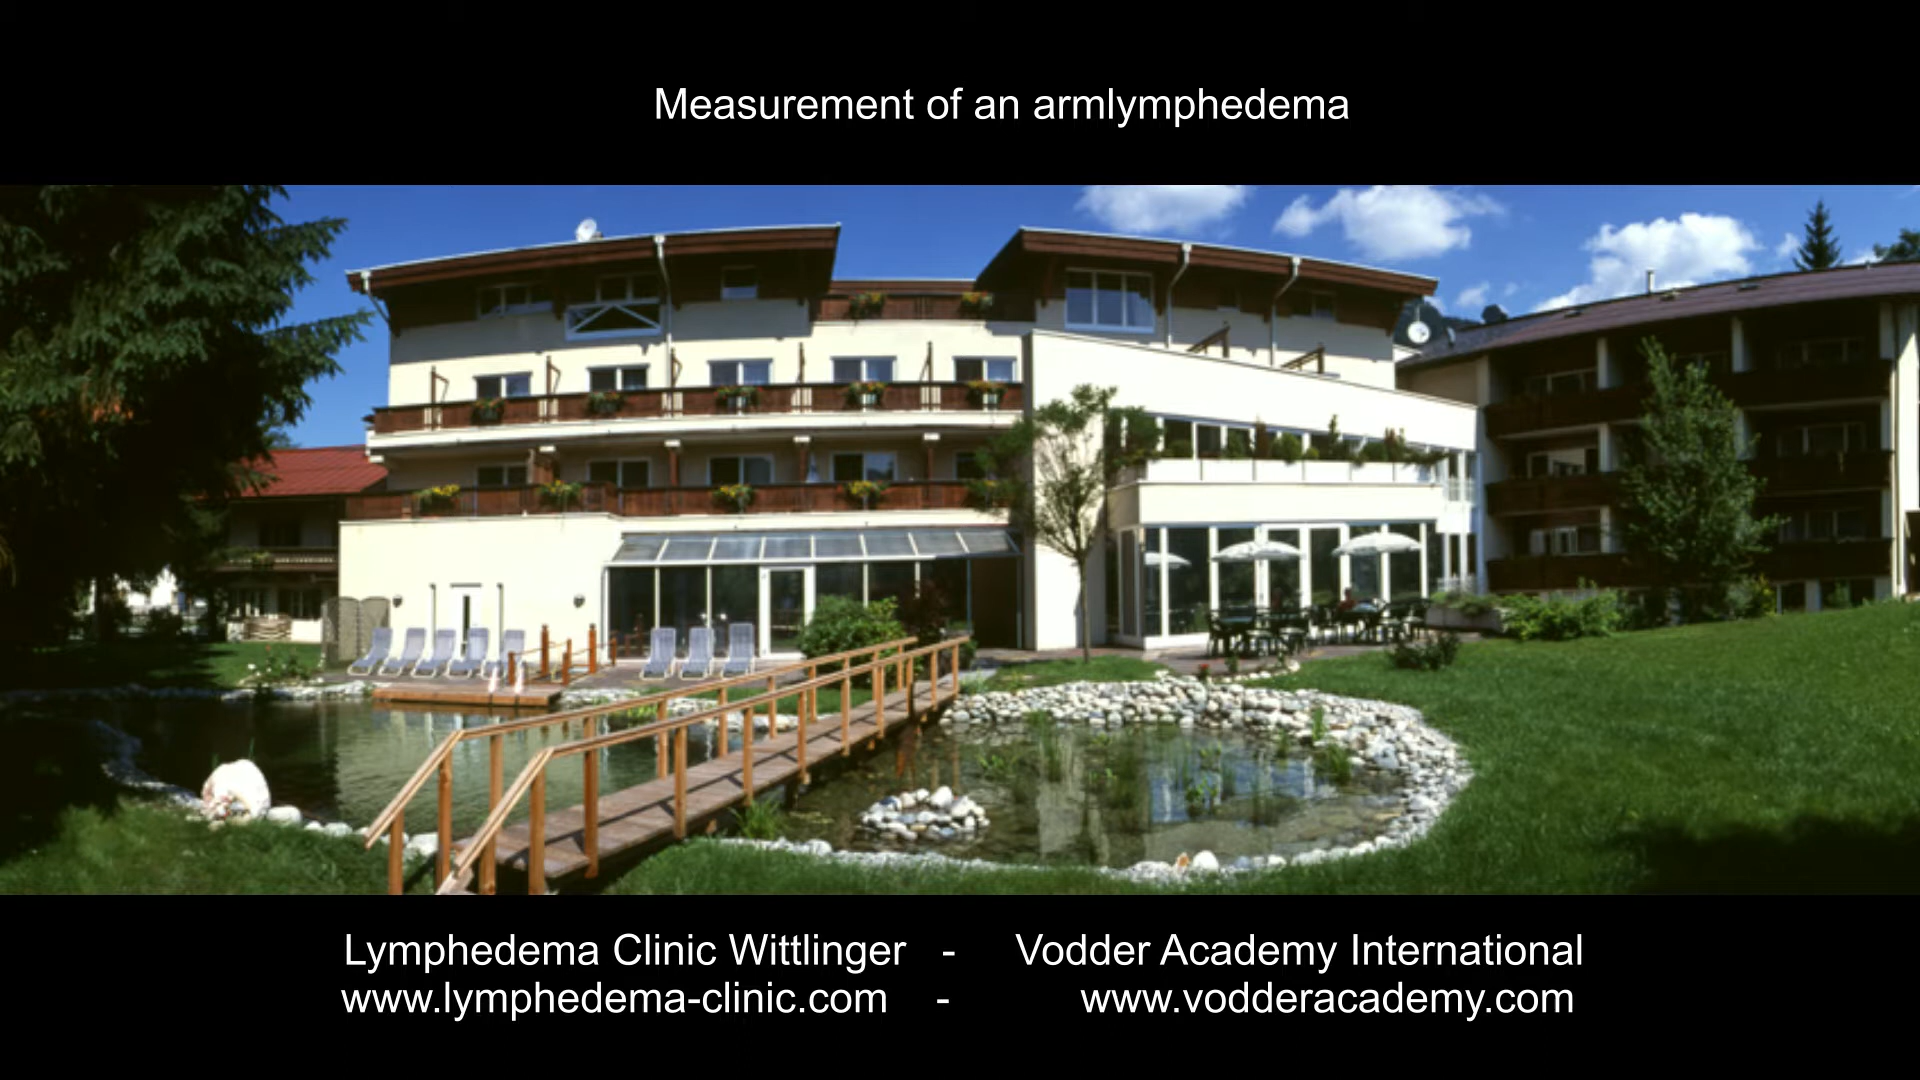 Measurement of an armlymphedema
Lymphedema Clinic Wittlinger - Vodder Academy International
www.lymphedema-clinic.com - www.vodderacademy.com